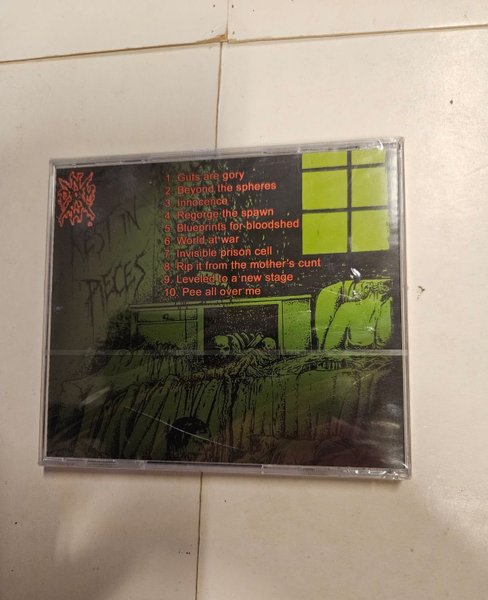 1. Guts are gory
2. Beyond the spheres
3. Innocence
4. Regorge the spawn
5. Blueprints for bloodshed
6. World at war
7. Invisible prison cell
8. Rip it from the mother's cunt
9. Leveled to a new stage
10. Pee all over me
REST IN
PIECES